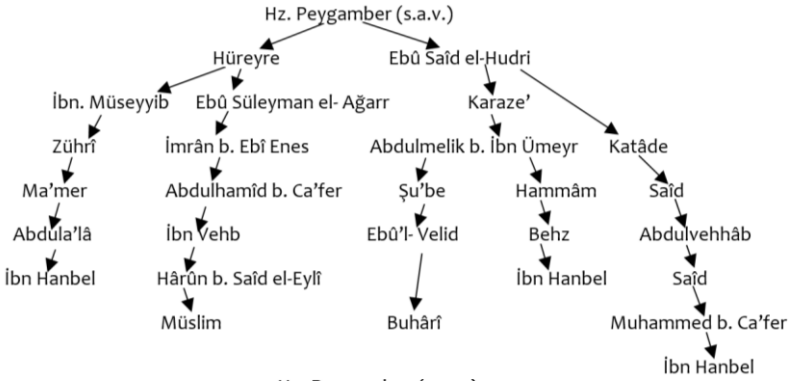 Hz. Peygamber (s.a.v.)
Hüreyre Ebû Saîd el-Hudri
İbn. Müseyyib Ebû Süleyman el- Ağarr Karaze’
Zührî İmrân b. Ebî Enes Abdulmelik b. İbn Ümeyr Katâde
Ma’mer Abdulhamîd b. Ca’fer Şu’be Hammâm Saîd
Abdula’lâ İbn Vehb Ebû’l- Velid Behz Abdulvehhâb
İbn Hanbel Hârûn b. Saîd el-Eylî İbn Hanbel Saîd
Müslim Buhârî Muhammed b. Ca’fer
İbn Hanbel